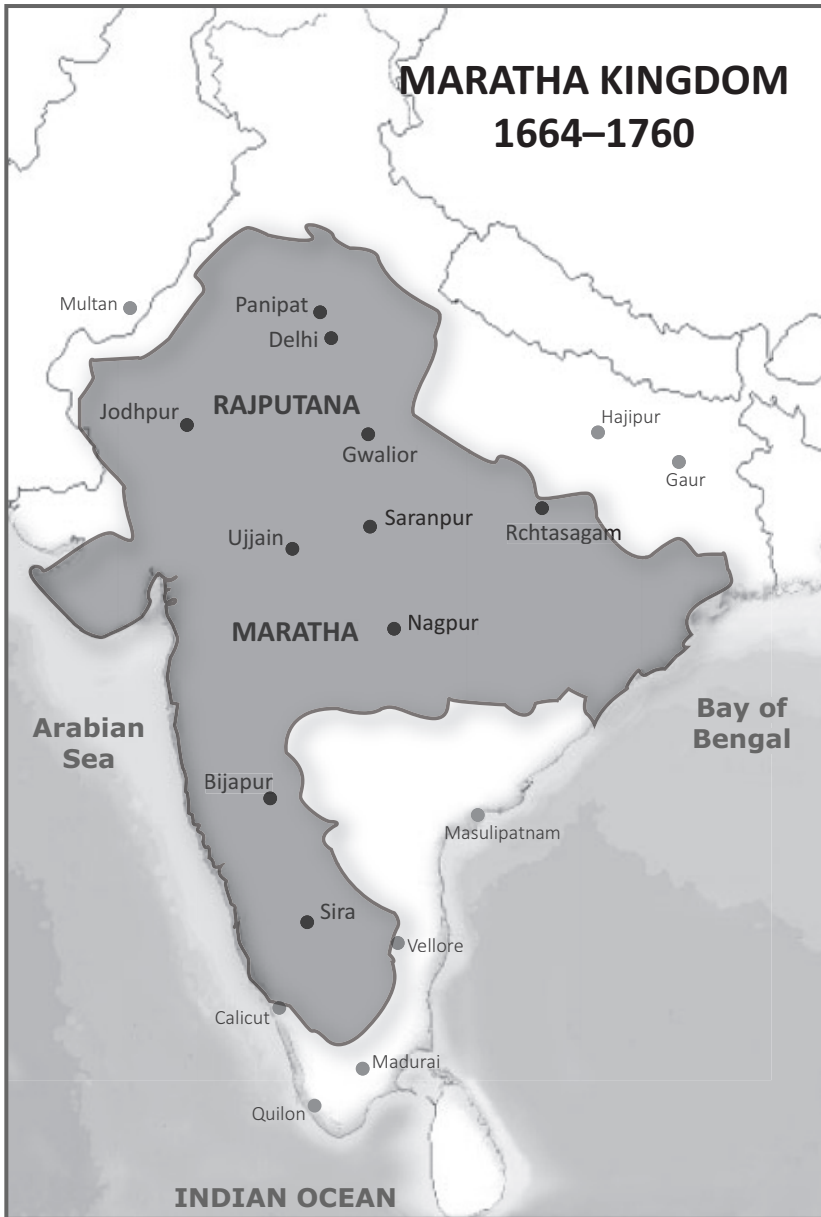 MARATHA KINGDOM
1664–1760
Multan
Panipat
Delhi
Jodhpur
RAJPUTANA
Gwalior
Hajipur
Gaur
Saranpur
Ujjain
Rchtasagam
MARATHA
Nagpur
Arabian
Sea
Bay of
Bengal
Bijapur
Masulipatnam
Sira
Vellore
Calicut
Madurai
Quilon
INDIAN OCEAN